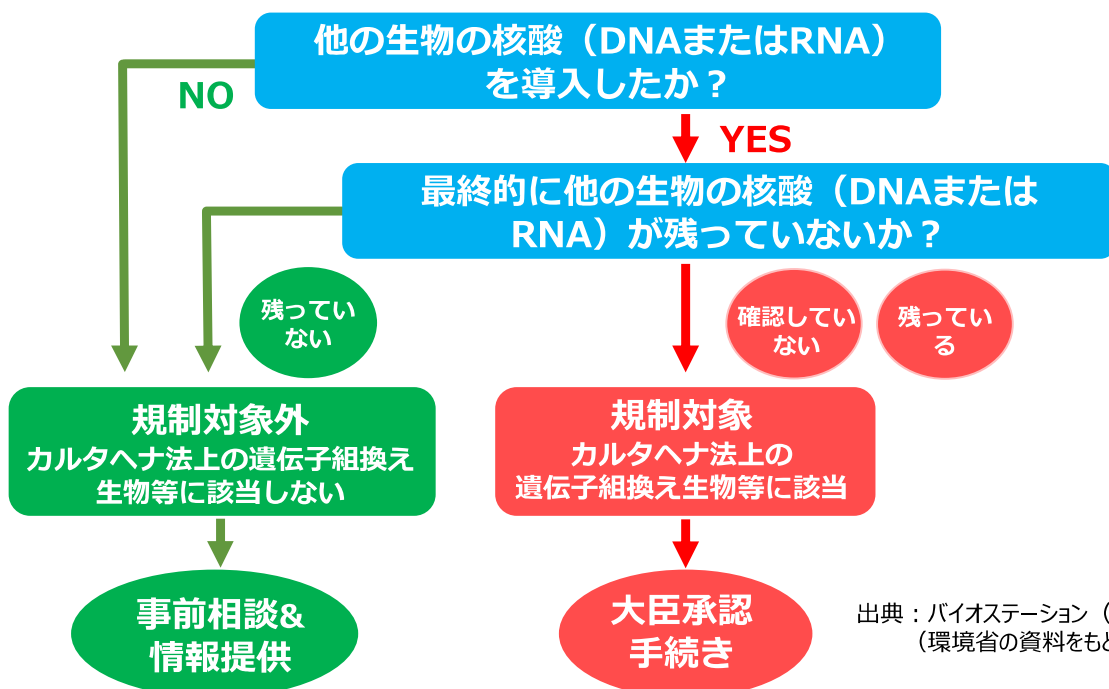 他の生物の核酸（DNAまたはRNA）
を導入したか？
NO
YES
最終的に他の生物の核酸（DNAまたは
RNA）が残っていないか？
残ってい
ない
確認してい
ない
残ってい
る
規制対象外
カルタヘナ法上の遺伝子組換え
生物等に該当しない
規制対象
カルタヘナ法上の
遺伝子組換え生物等に該当
事前相談&
情報提供
大臣承認
手続き
出典：バイオステーション（
（環境省の資料をもと